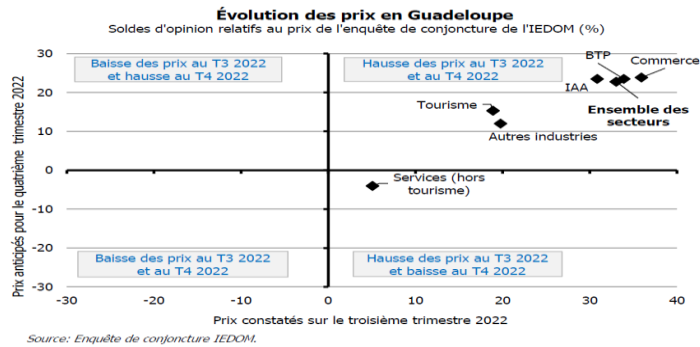 Évolution des prix en Guadeloupe
Soldes d'opinion relatifs au prix de l'enquête de conjoncture de l'IEDOM (%)
Prix anticipés pour le quatrième trimestre 2022
30
20
10
0
-10
-20
-30
Baisse des prix au T3 2022
et hausse au T4 2022
Hausse des prix au T3 2022
et au T4 2022
BTP
Commerce
IAA
Ensemble des
secteurs
Tourisme
Autres industries
Services (hors
tourisme)
Baisse des prix au T3 2022
et au T4 2022
Hausse des prix au T3 2022
et baisse au T4 2022
-30 -20 -10 0 10 20 30 40
Prix constatés sur le troisième trimestre 2022
Source: Enquête de conjoncture IEDOM.